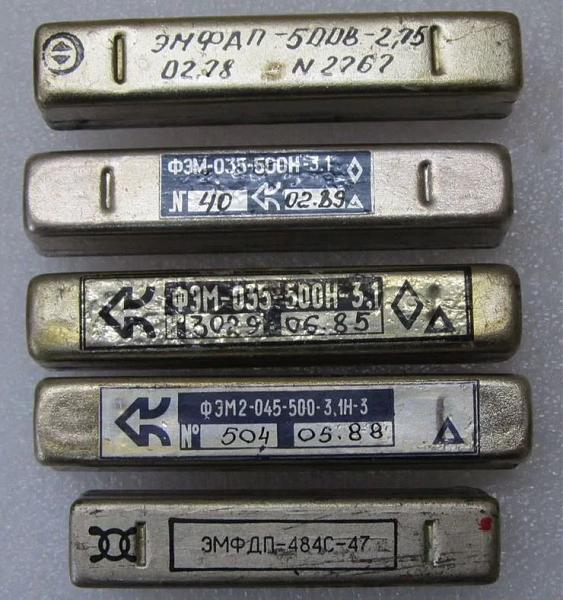 ЭМФДП-500В-2,75
02,78 N 2767
ФЭМ-035-500Н-3.1
N 40 02.89
ФЭМ-035-500Н-3.1
3029 06.85
ФЭМ2-045-500-3,1Н-3
№ 504 05.88
ЭМФДП-484С-47